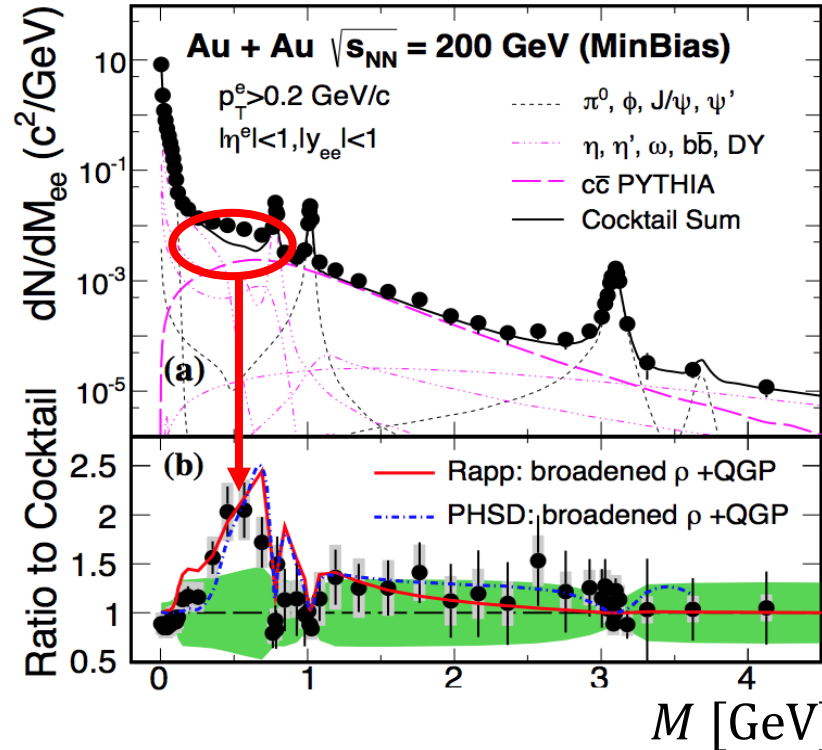 Au + Au √s_NN = 200 GeV (MinBias)
p_T^e>0.2 GeV/c
|η^e|<1,|y_ee|<1
π⁰, ϕ, J/ψ, ψ’
η, η’, ω, bb̄, DY
cc̄ PYTHIA
Cocktail Sum
dN/dM_ee (c²/GeV)
10
10⁻¹
10⁻³
10⁻⁵
(a)
(b)
Rapp: broadened ρ +QGP
PHSD: broadened ρ +QGP
Ratio to Cocktail
2.5
2
1.5
1
0.5
0 1 2 3 4
M [GeV]